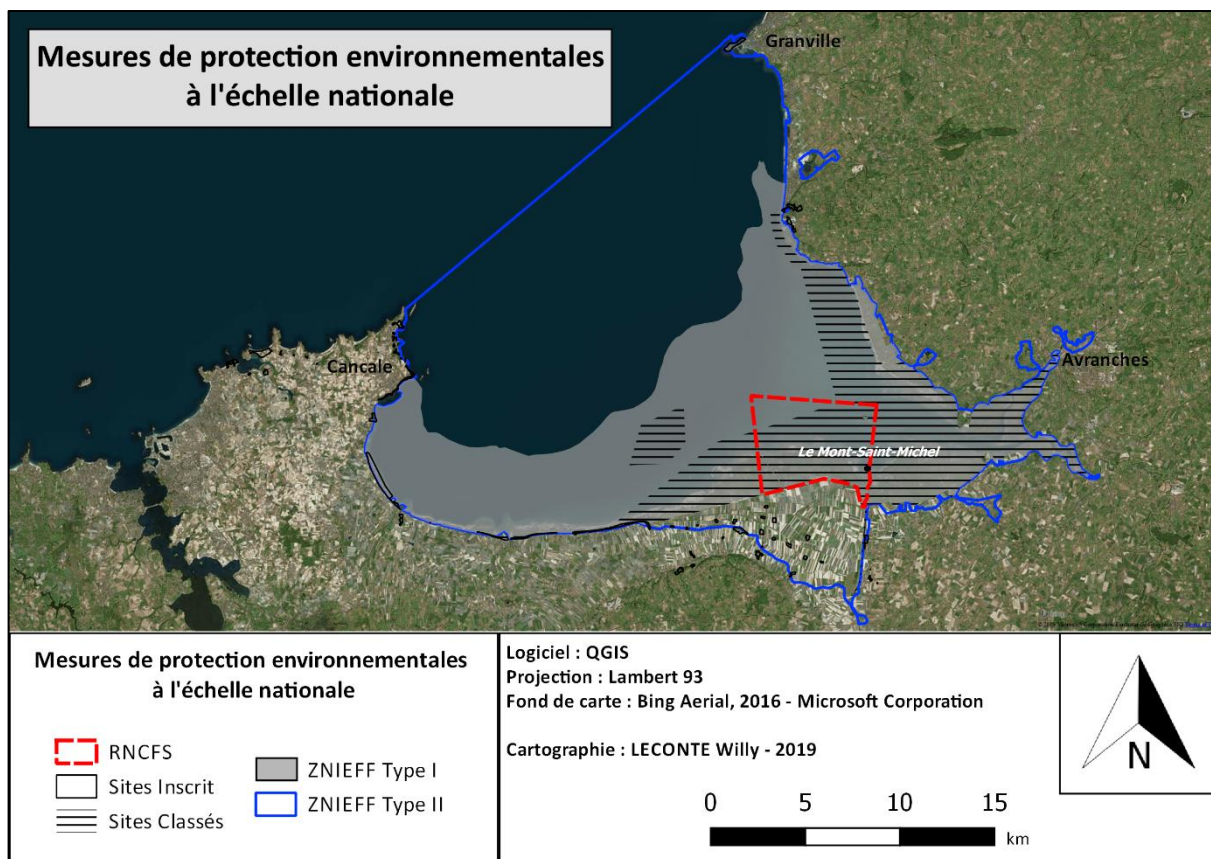 Mesures de protection environnementales
à l'échelle nationale
Granville
Cancale
Avranches
Le Mont-Saint-Michel
Mesures de protection environnementales
à l'échelle nationale
RNCFS
Sites Inscrit
Sites Classés
ZNIEFF Type I
ZNIEFF Type II
Logiciel : QGIS
Projection : Lambert 93
Fond de carte : Bing Aerial, 2016 - Microsoft Corporation
Cartographie : LECONTE Willy - 2019
0 5 10 15
km
N